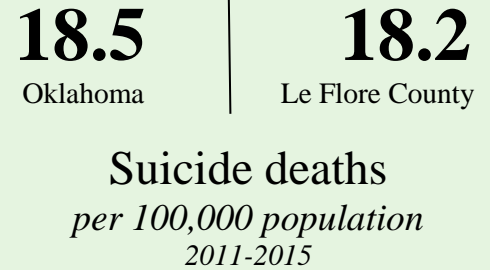 18.5 18.2
Oklahoma Le Flore County
Suicide deaths
per 100,000 population
2011-2015